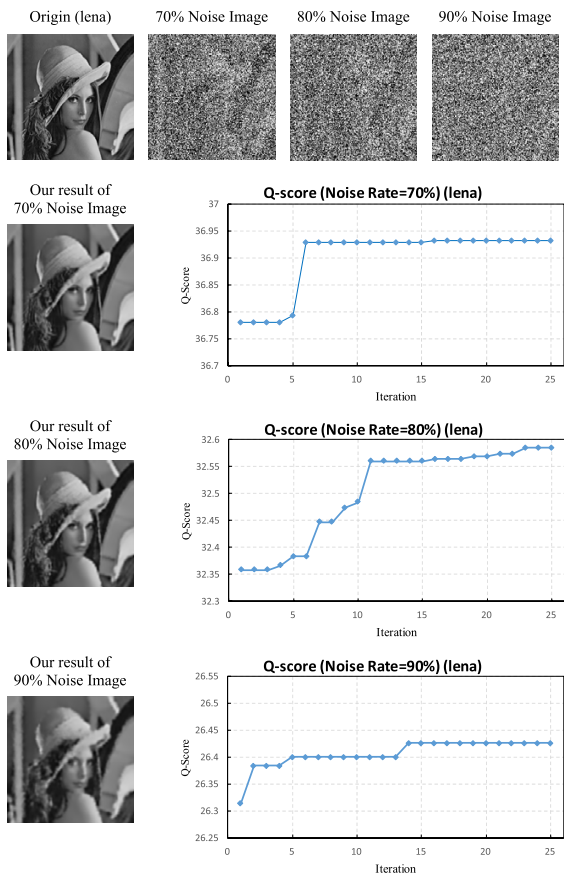 Origin (lena)
70% Noise Image
80% Noise Image
90% Noise Image
Our result of
70% Noise Image
Q-score (Noise Rate=70%) (lena)
37
36.95
36.9
36.85
36.8
36.75
36.7
Q-Score
0 5 10 15 20 25
Iteration
Our result of
80% Noise Image
Q-score (Noise Rate=80%) (lena)
32.6
32.55
32.5
32.45
32.4
32.35
32.3
Q-Score
0 5 10 15 20 25
Iteration
Our result of
90% Noise Image
Q-score (Noise Rate=90%) (lena)
26.55
26.5
26.45
26.4
26.35
26.3
26.25
Q-Score
0 5 10 15 20 25
Iteration